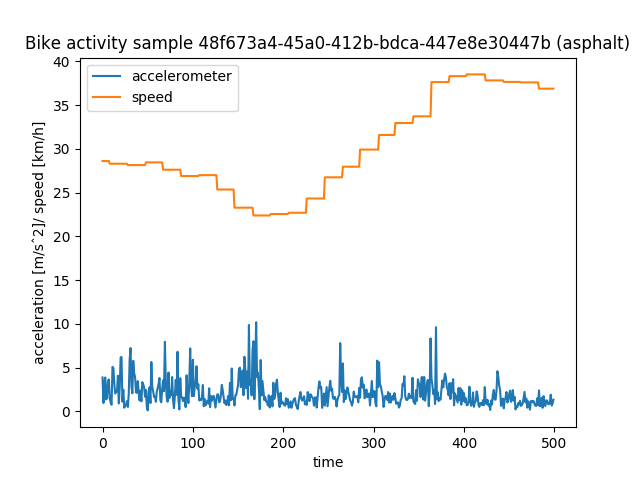 Bike activity sample 48f673a4-45a0-412b-bdca-447e8e30447b (asphalt)
accelerometer
speed
acceleration [m/s^2]/ speed [km/h]
40
35
30
25
20
15
10
5
0
0 100 200 300 400 500
time